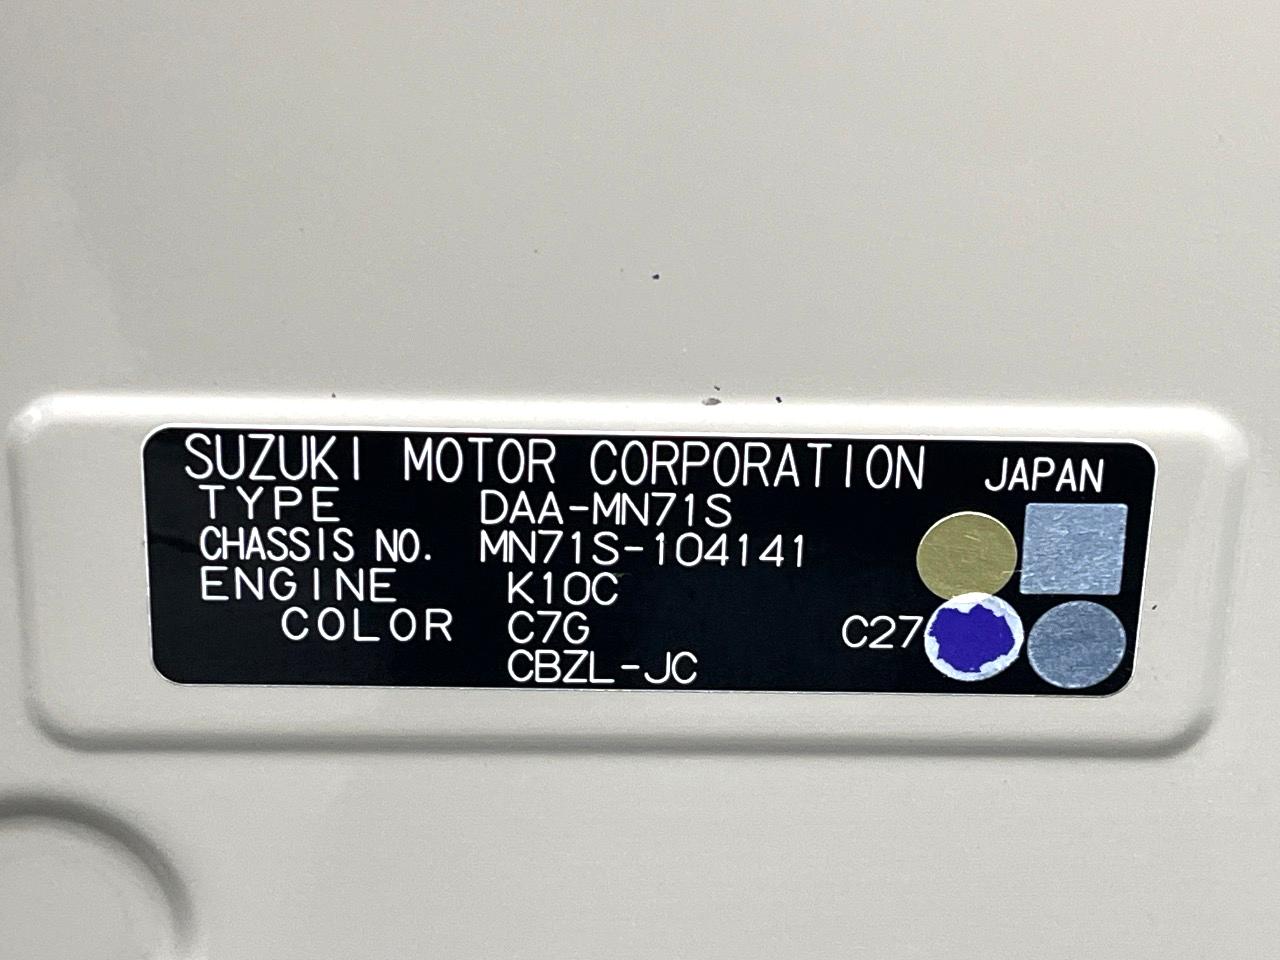 SUZUKI MOTOR CORPORATION JAPAN
TYPE DAA-MN71S
CHASSIS NO. MN71S-104141
ENGINE K10C
COLOR C7G C27
CBZL-JC